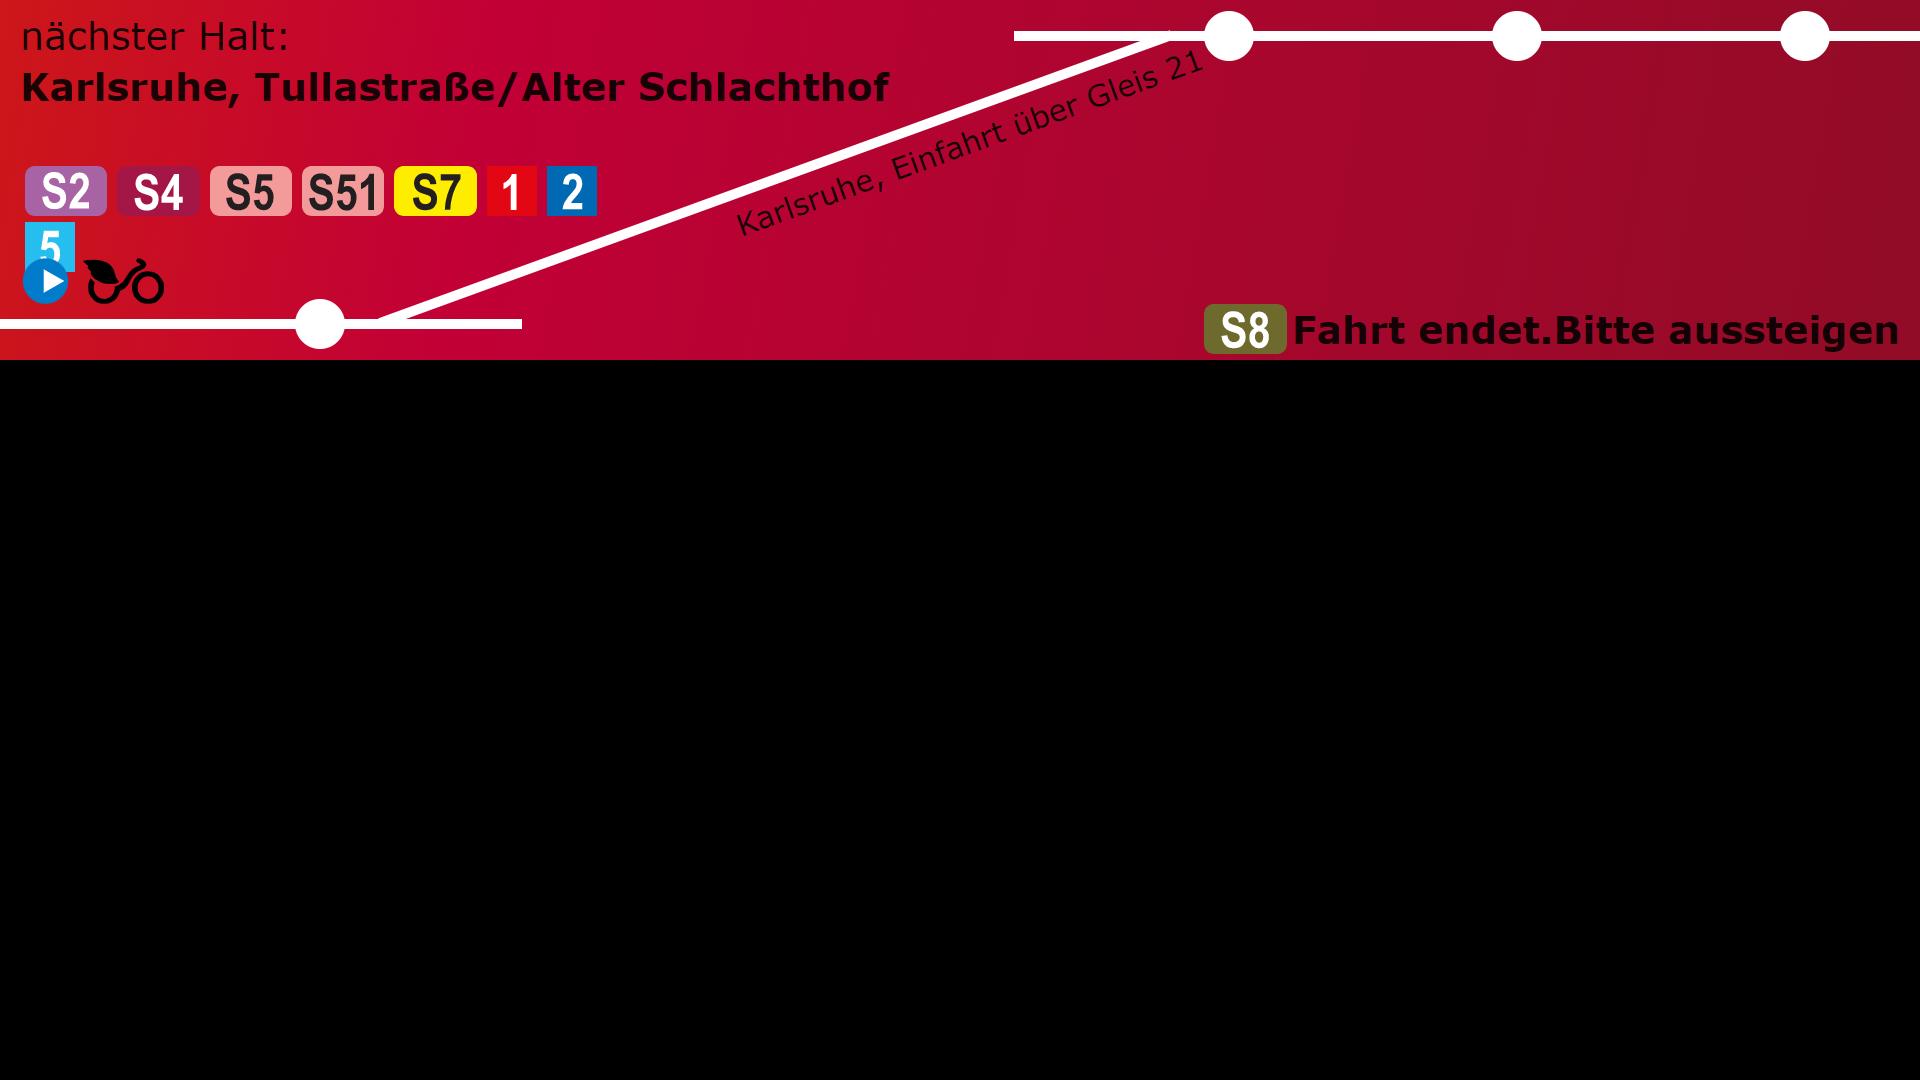 nächster Halt:
Karlsruhe, Tullastraße/Alter Schlachthof
S2 S4 S5 S51 S7 1 2
5
Karlsruhe, Einfahrt über Gleis 21
S8 Fahrt endet.Bitte aussteigen